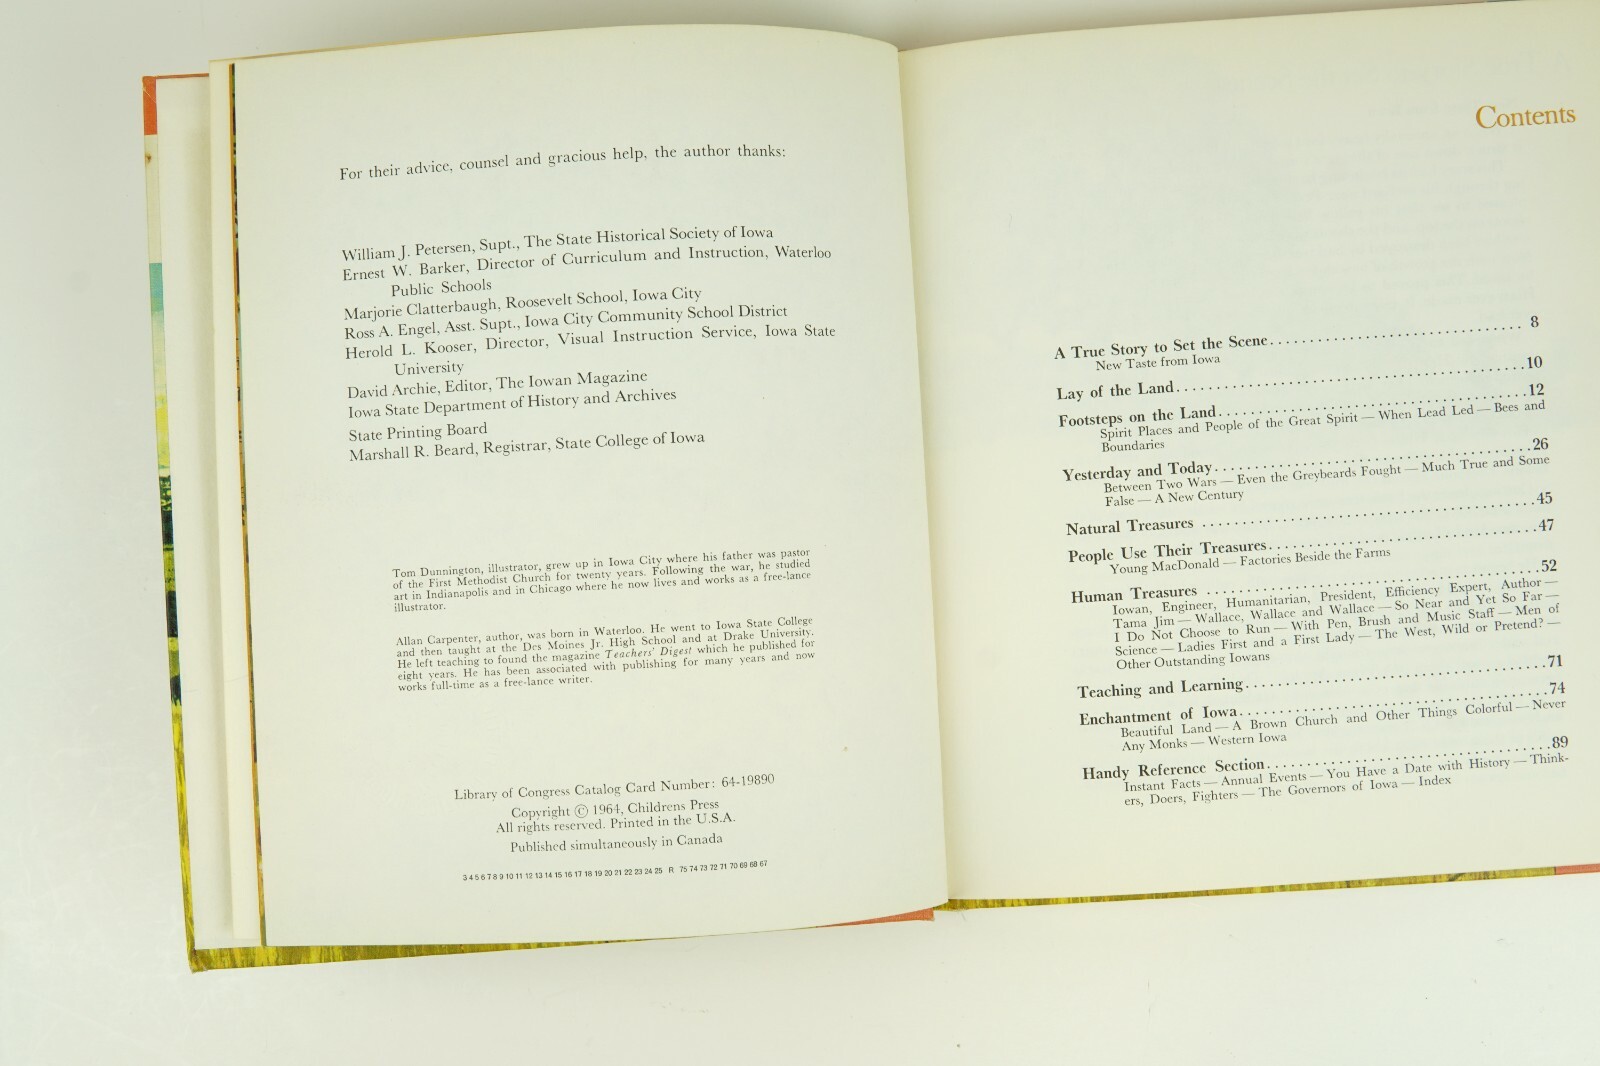 For their advice, counsel and gracious help, the author thanks:
William J. Petersen, Supt., The State Historical Society of Iowa
Ernest W. Barker, Director of Curriculum and Instruction, Waterloo
Public Schools
Marjorie Clatterbaugh, Roosevelt School, Iowa City
Ross A. Engel, Asst. Supt., Iowa City Community School District
Herold L. Kooser, Director, Visual Instruction Service, Iowa State
University
David Archie, Editor, The Iowan Magazine
Iowa State Department of History and Archives
State Printing Board
Marshall R. Beard, Registrar, State College of Iowa
Tom Dunnington, illustrator, grew up in Iowa City where his father was pastor
of the First Methodist Church for twenty years. Following the war, he studied
art in Indianapolis and in Chicago where he now lives and works as a free-lance
illustrator.
Allan Carpenter, author, was born in Waterloo. He went to Iowa State College
and then taught at the Des Moines Jr. High School and at Drake University.
He left teaching to found the magazine Teachers' Digest which he published for
eight years. He has been associated with publishing for many years and now
works full-time as a free-lance writer.
Library of Congress Catalog Card Number: 64-19890
Copyright © 1964, Childrens Press
All rights reserved. Printed in the U.S.A.
Published simultaneously in Canada
3 4 5 6 7 8 9 10 11 12 13 14 15 16 17 18 19 20 21 22 23 24 25 R 75 74 73 72 71 70 69 68 67
Contents
A True Story to Set the Scene................................ 8
New Taste from Iowa
Lay of the Land............................................10
Footsteps on the Land.......................................12
Spirit Places and People of the Great Spirit — When Lead Led — Bees and
Boundaries
Yesterday and Today........................................26
Between Two Wars — Even the Greybeards Fought — Much True and Some
False — A New Century
Natural Treasures ..........................................45
People Use Their Treasures..................................47
Young MacDonald — Factories Beside the Farms
Human Treasures ..........................................52
Iowan, Engineer, Humanitarian, President, Efficiency Expert, Author —
Tama Jim — Wallace, Wallace and Wallace — So Near and Yet So Far —
I Do Not Choose to Run — With Pen, Brush and Music Staff — Men of
Science — Ladies First and a First Lady — The West, Wild or Pretend? —
Other Outstanding Iowans
Teaching and Learning......................................71
Enchantment of Iowa.......................................74
Beautiful Land — A Brown Church and Other Things Colorful — Never
Any Monks — Western Iowa
Handy Reference Section....................................89
Instant Facts — Annual Events — You Have a Date with History — Think-
ers, Doers, Fighters — The Governors of Iowa — Index